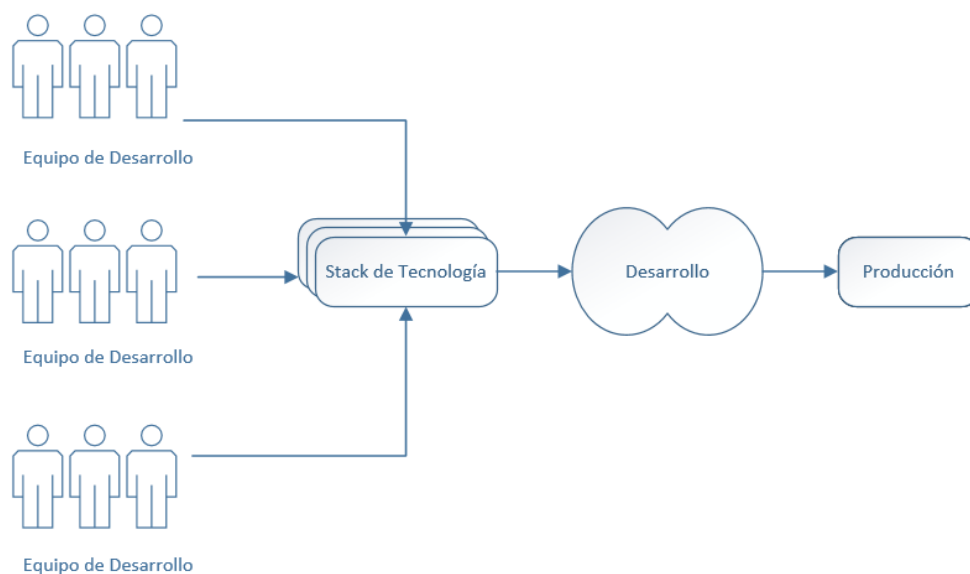 Equipo de Desarrollo
Equipo de Desarrollo
Stack de Tecnología
Desarrollo
Producción
Equipo de Desarrollo